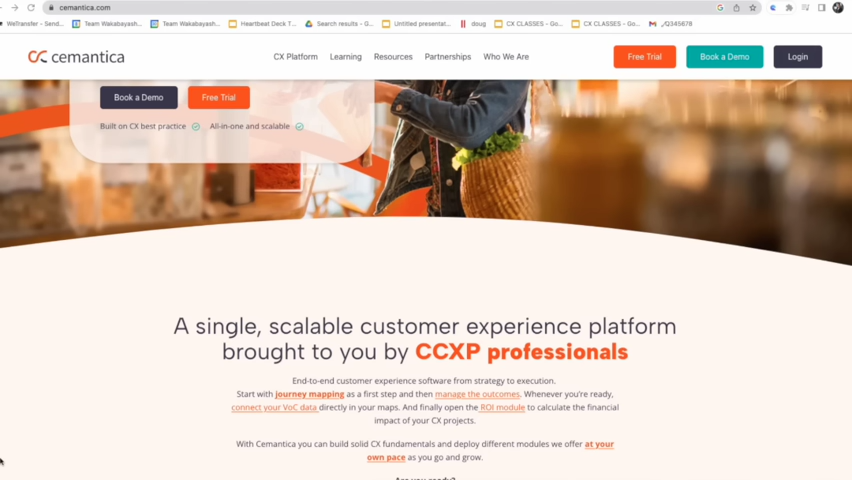 cemantica.com
WeTransfer - Send... Team Wakabayash... Team Wakabayash... Heartbeat Deck T... Search results - G... Untitled presentat... doug CX CLASSES - Go... CX CLASSES - Go... 
cemantica CX Platform Learning Resources Partnerships Who We Are Free Trial Book a Demo Login
Book a Demo Free Trial
Built on CX best practice All-in-one and scalable
A single, scalable customer experience platform
brought to you by CCXP professionals
End-to-end customer experience software from strategy to execution.
Start with journey mapping as a first step and then manage the outcomes. Whenever you're ready,
connect your VoC data directly in your maps. And finally open the ROI module to calculate the financial
impact of your CX projects.
With Cemantica you can build solid CX fundamentals and deploy different modules we offer at your
own pace as you go and grow.
Are you ready?